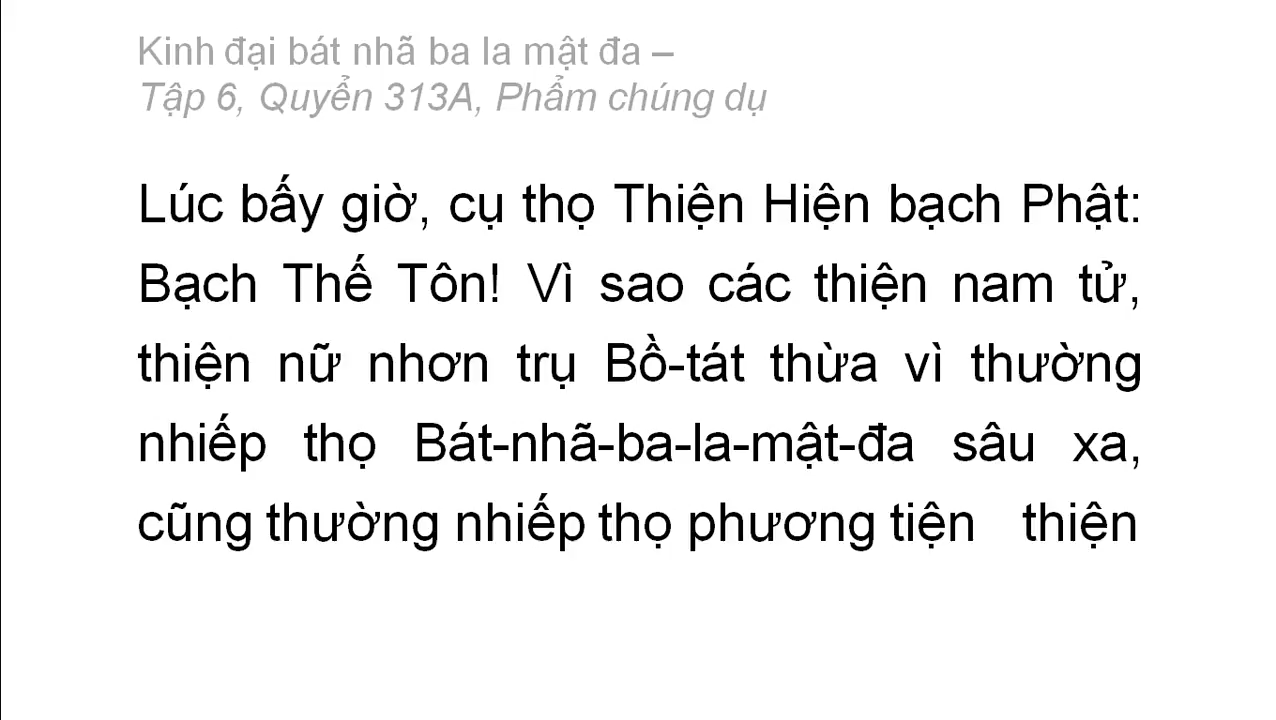 Kinh đại bát nhã ba la mật đa –
Tập 6, Quyển 313A, Phẩm chúng dụ
Lúc bấy giờ, cụ thọ Thiện Hiện bạch Phật:
Bạch Thế Tôn! Vì sao các thiện nam tử,
thiện nữ nhơn trụ Bồ-tát thừa vì thường
nhiếp thọ Bát-nhã-ba-la-mật-đa sâu xa,
cũng thường nhiếp thọ phương tiện thiện